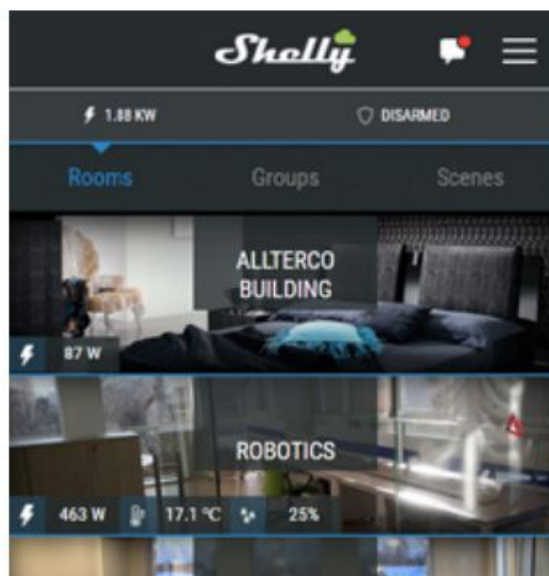 Shelly
1.88 KW
DISARMED
Rooms Groups Scenes
ALLTERCO
BUILDING
87 W
ROBOTICS
463 W 17.1 ℃ 25%